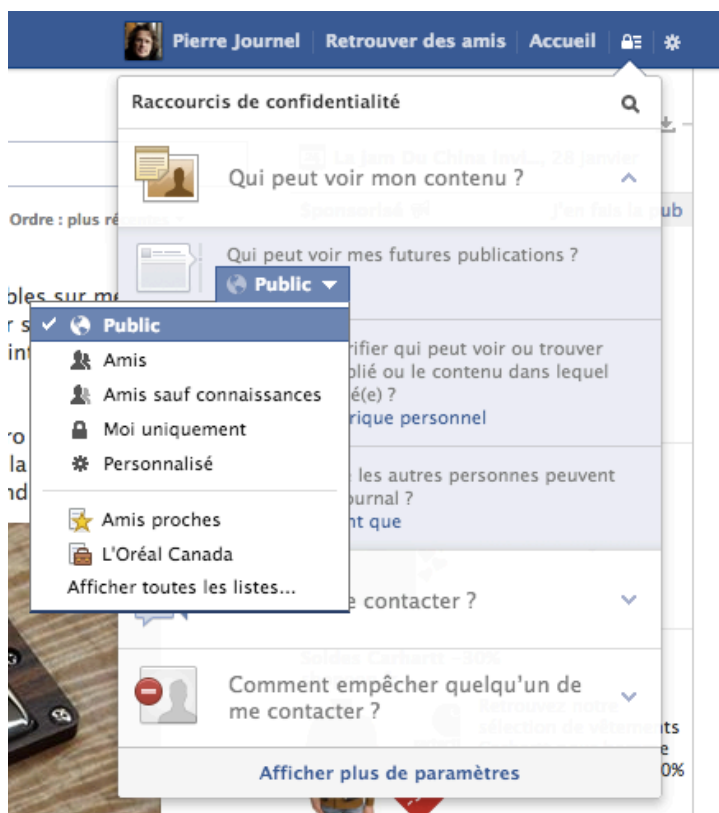 Pierre Journel Retrouver des amis Accueil
Raccourcis de confidentialité
La Jam Du Chine Invi..., 28 janvier
Qui peut voir mon contenu ?
Ordre : plus ré
Sponsorisé J'en fais la pub
Qui peut voir mes futures publications ?
Public
bles sur me
r s
Public
int
Amis
rifier qui peut voir ou trouver
Amis sauf connaissances
blié ou le contenu dans lequel
é(e) ?
Moi uniquement
rique personnel
ro
la
Personnalisé
les autres personnes peuvent
nd
ournal ?
Amis proches
nt que
L'Oréal Canada
Afficher toutes les listes...
e contacter ?
Soldes Carhartt -30%
Comment empêcher quelqu'un de
me contacter ?
Retrouvez notre
sélection de vêtements
e
0%
Afficher plus de paramètres